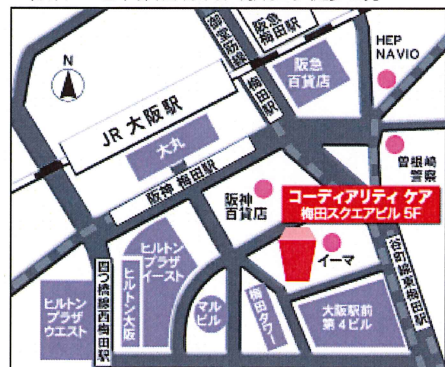 N
JR 大阪駅
大丸
御堂筋線
梅田駅
阪急
梅田駅
阪急
百貨店
HEP
NAVIO
曽根崎
警察
阪神 梅田駅
阪神
百貨店
コーディアリティ ケア
梅田スクエアビル 5F
イーマ
谷町線東梅田駅
四つ橋線西梅田駅
ヒルトン
プラザ
ウエスト
ヒルトン大阪
ヒルトン
プラザ
イースト
マル
ビル
梅田タワー
大阪駅前
第4ビル